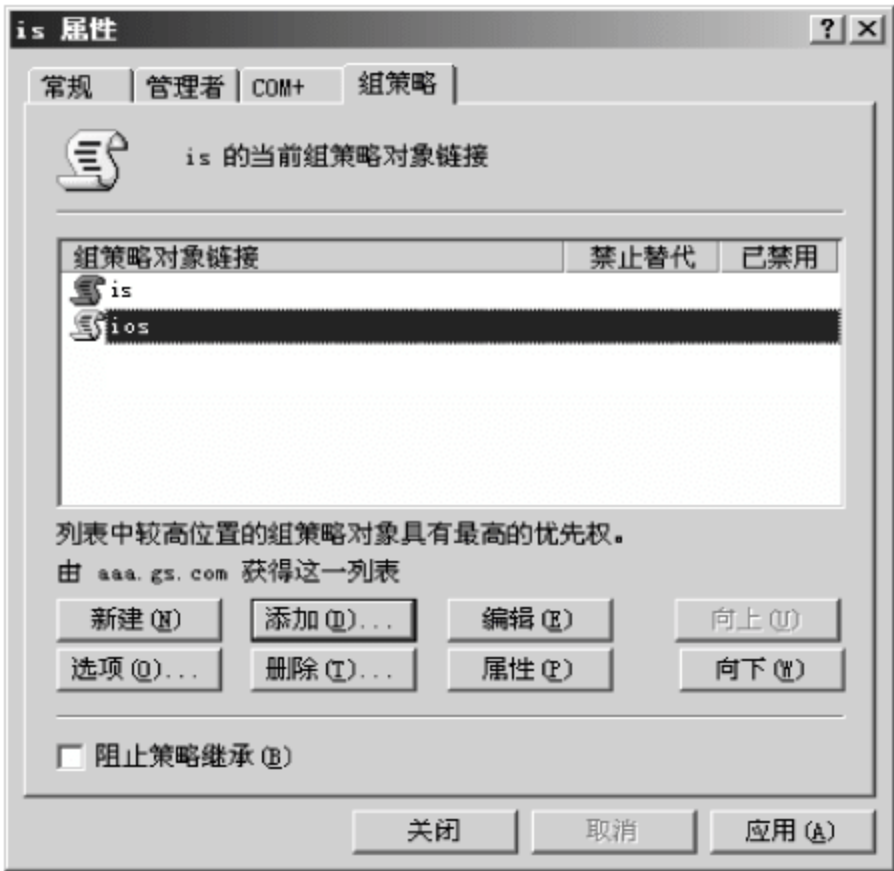 is 属性
常规 管理者 COM+ 组策略
is 的当前组策略对象链接
组策略对象链接 禁止替代 已禁用
is
ios
列表中较高位置的组策略对象具有最高的优先权。
由 aaa.gs.com 获得这一列表
新建(N) 添加(D)... 编辑(E) 向上(U)
选项(O)... 删除(T)... 属性(P) 向下(W)
阻止策略继承(B)
关闭 取消 应用(A)